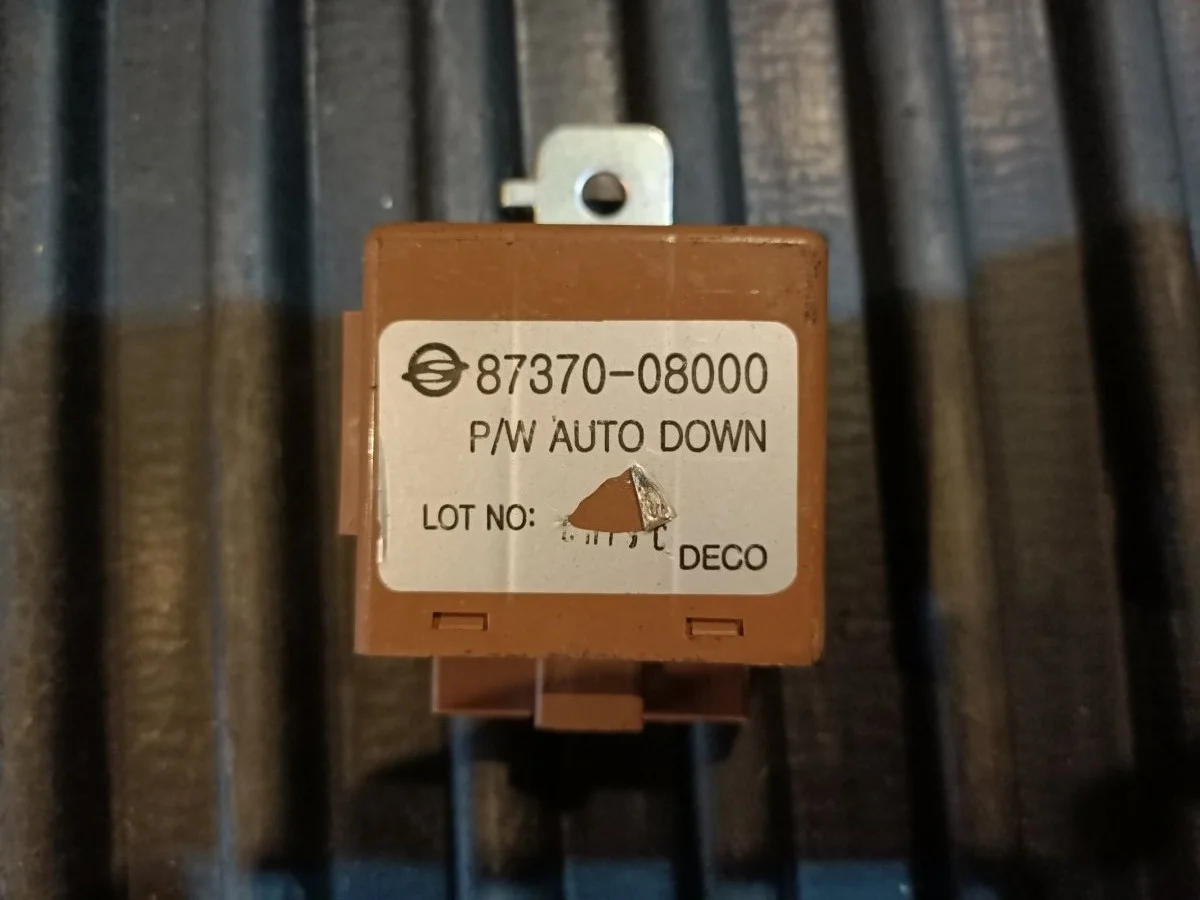 87370-08000
P/W AUTO DOWN
LOT NO:
DECO